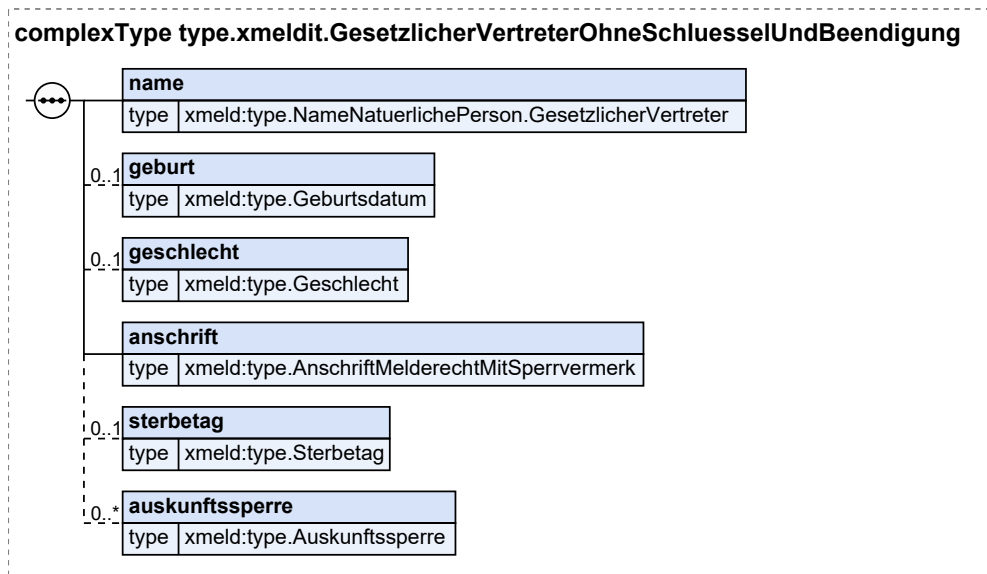 complexType type.xmeldit.GesetzlicherVertreterOhneSchluesselUndBeendigung
name
type xmeld:type.NameNatuerlichePerson.GesetzlicherVertreter
0..1 geburt
type xmeld:type.Geburtsdatum
0..1 geschlecht
type xmeld:type.Geschlecht
anschrift
type xmeld:type.AnschriftMelderechtMitSperrvermerk
0..1 sterbetag
type xmeld:type.Sterbetag
0..* auskunftssperre
type xmeld:type.Auskunftssperre